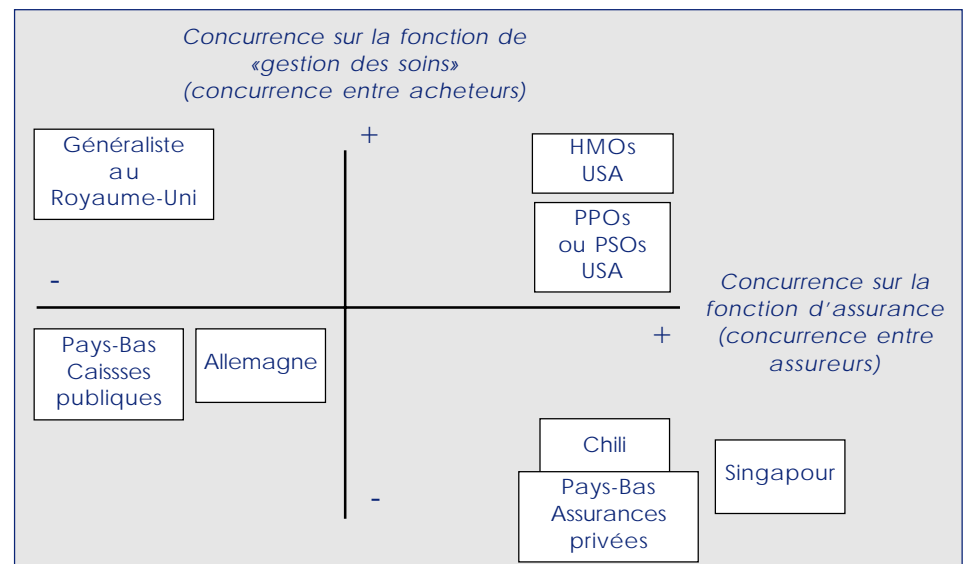 Concurrence sur la fonction de
«gestion des soins»
(concurrence entre acheteurs)
+
Généraliste
au
Royaume-Uni
HMOs
USA
PPOs
ou PSOs
USA
-
Concurrence sur la
fonction d'assurance
(concurrence entre
assureurs)
+
Pays-Bas
Caissses
publiques
Allemagne
Chili
Pays-Bas
Assurances
privées
Singapour
-